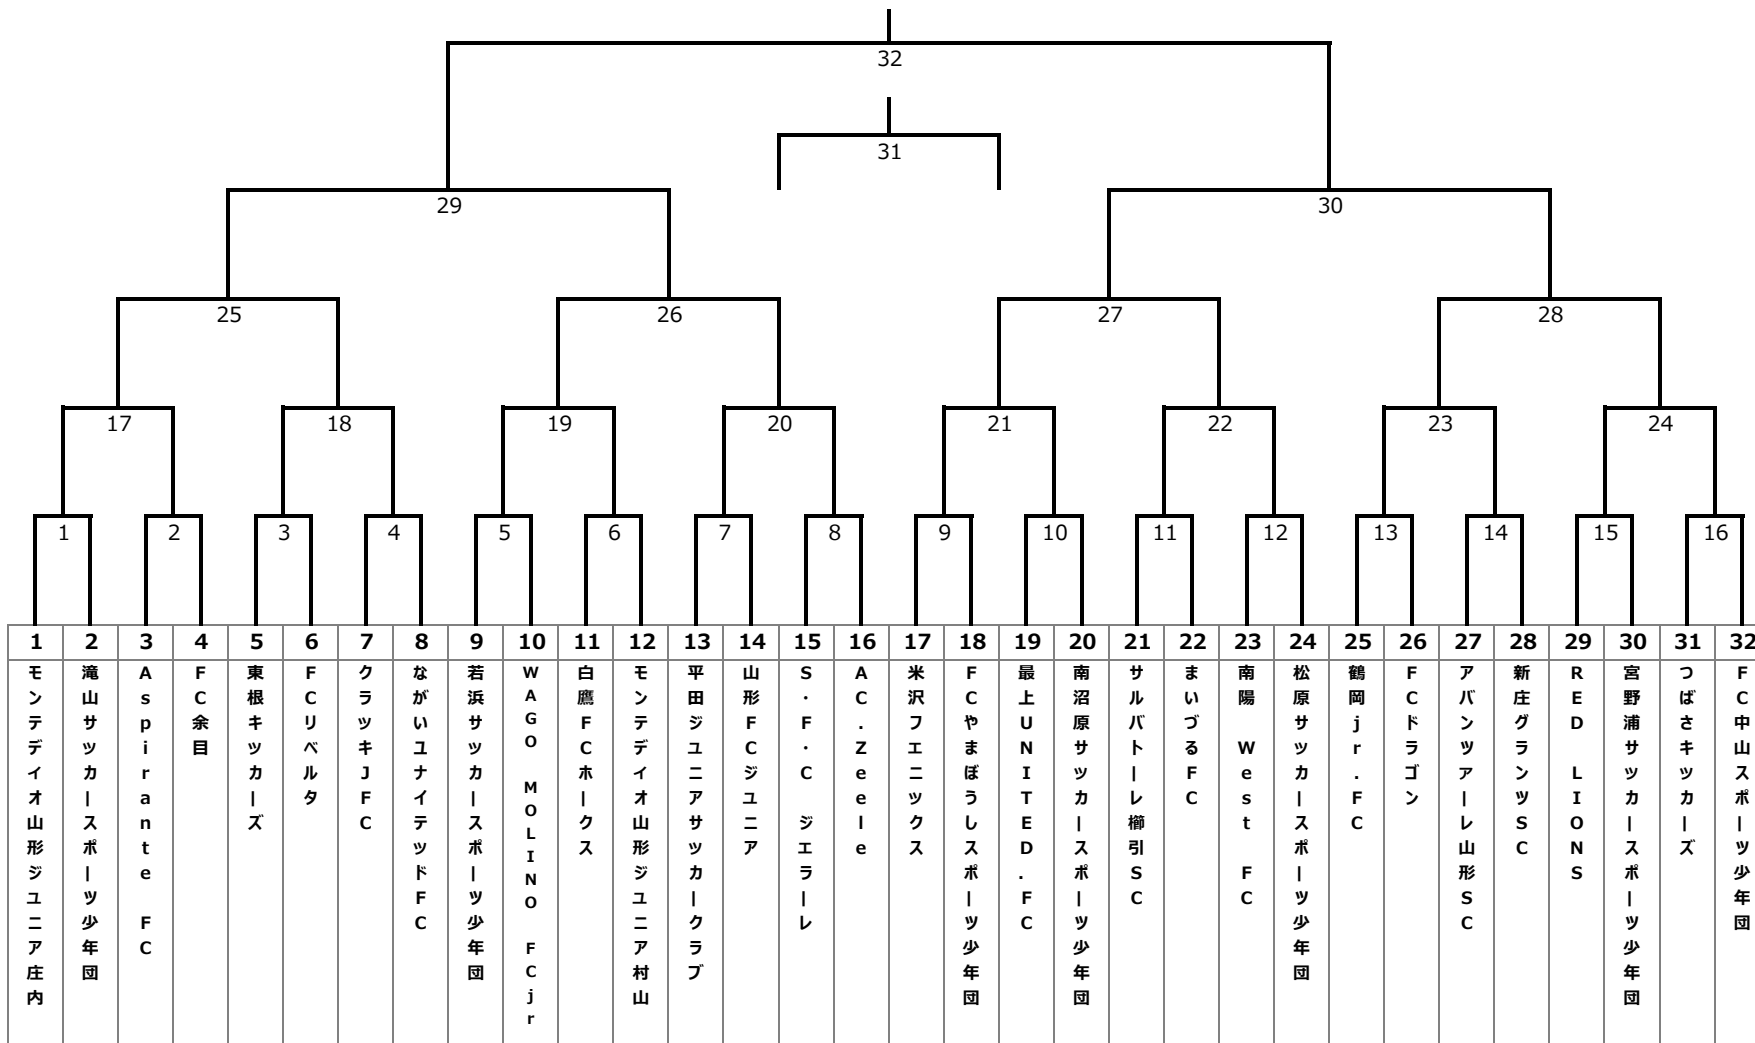 32
31
29 30
25 26 27 28
17 18 19 20 21 22 23 24
1 2 3 4 5 6 7 8 9 10 11 12 13 14 15 16
1 2 3 4 5 6 7 8 9 10 11 12 13 14 15 16 17 18 19 20 21 22 23 24 25 26 27 28 29 30 31 32
モンテデイオ山形ジユニア庄内
滝山サッカースポーツ少年団
Aspirante FC
FC余目
東根キッカーズ
FCリベルタ
クラッキJFC
ながいユナイテッドFC
若浜サッカースポーツ少年団
WAGO MOLINO FCjr
白鷹FCホークス
モンテデイオ山形ジユニア村山
平田ジユニアサッカークラブ
山形FCジユニア
S・F・C ジエラーレ
AC.Zeele
米沢フエニックス
FCやまぼうしスポーツ少年団
最上UNITED.FC
南沼原サッカースポーツ少年団
サルバトーレ櫛引SC
まいづるFC
南陽 West FC
松原サッカースポーツ少年団
鶴岡jr.FC
FCドラゴン
アバンツァーレ山形SC
新庄グランツSC
RED LIONS
宮野浦サッカースポーツ少年団
つばさキッカーズ
FC中山スポーツ少年団